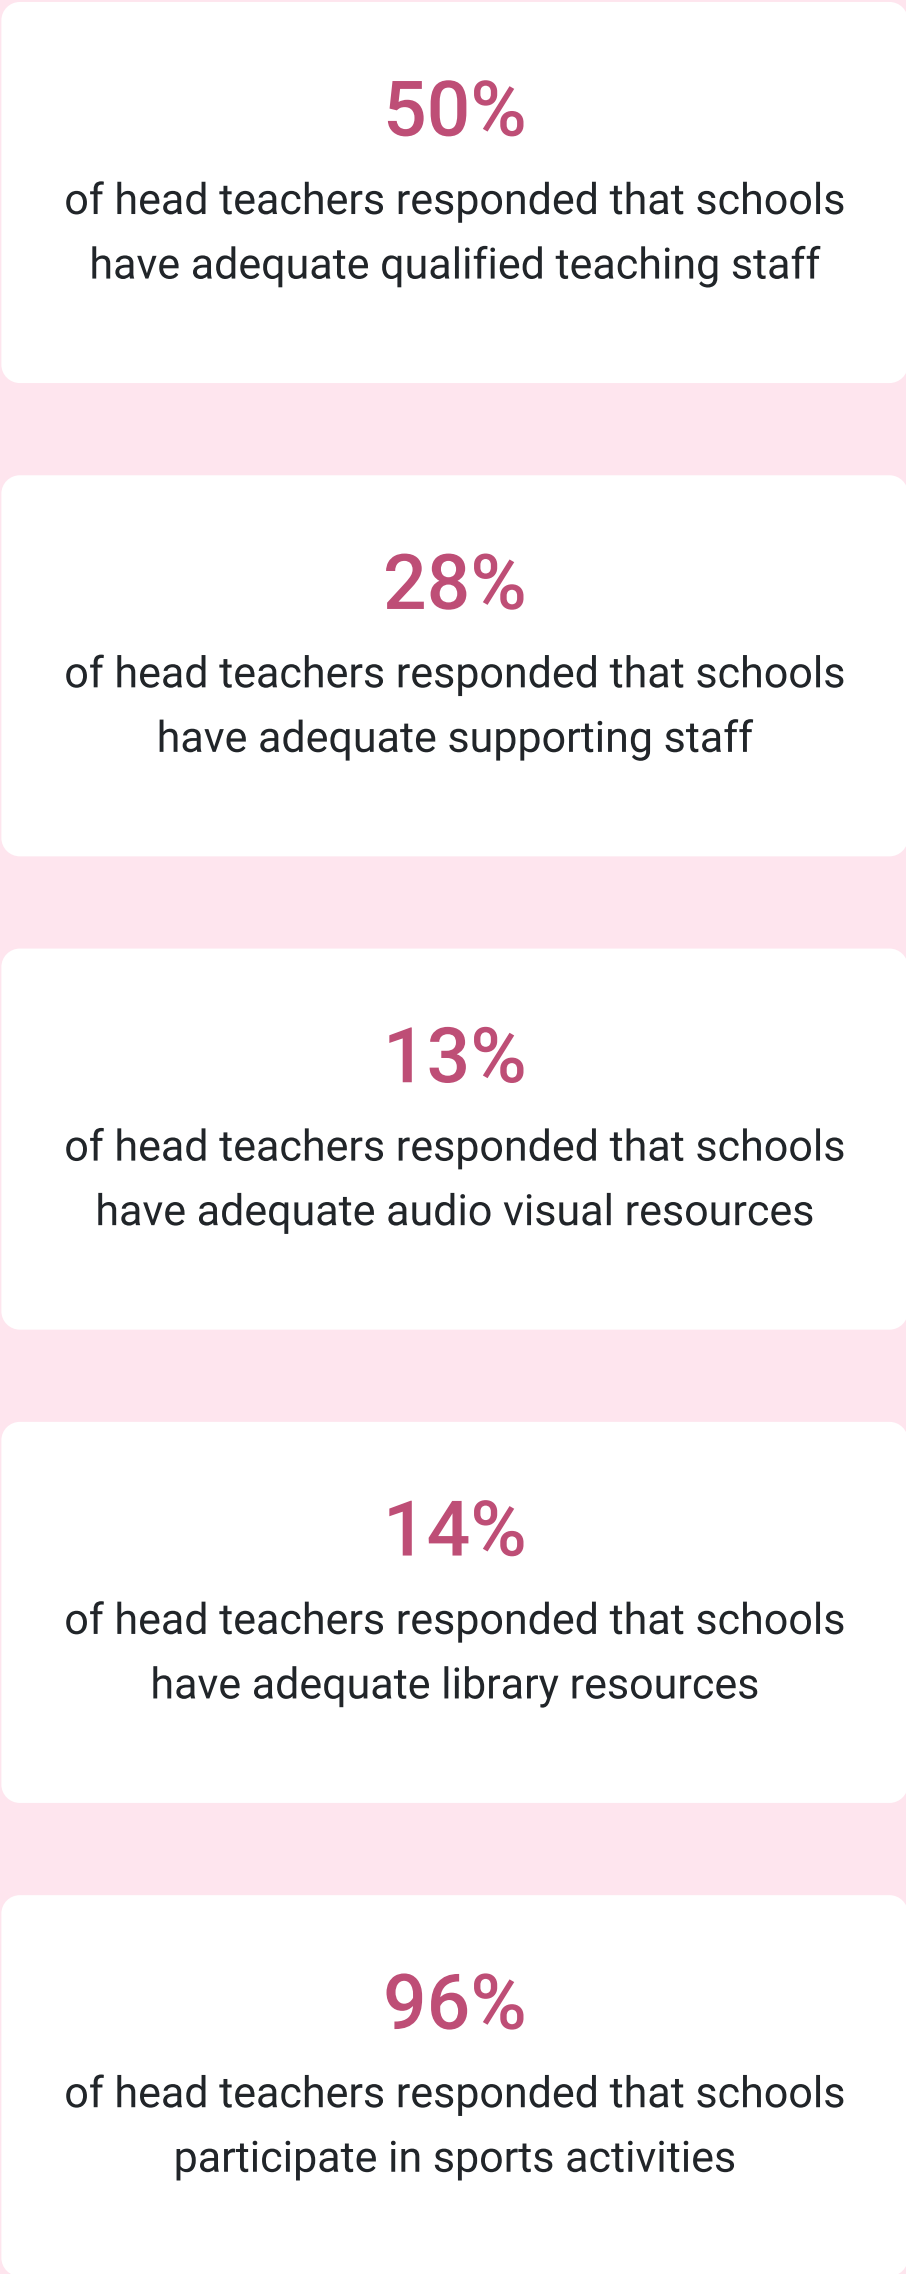 50%
of head teachers responded that schools
have adequate qualified teaching staff
28%
of head teachers responded that schools
have adequate supporting staff
13%
of head teachers responded that schools
have adequate audio visual resources
14%
of head teachers responded that schools
have adequate library resources
96%
of head teachers responded that schools
participate in sports activities